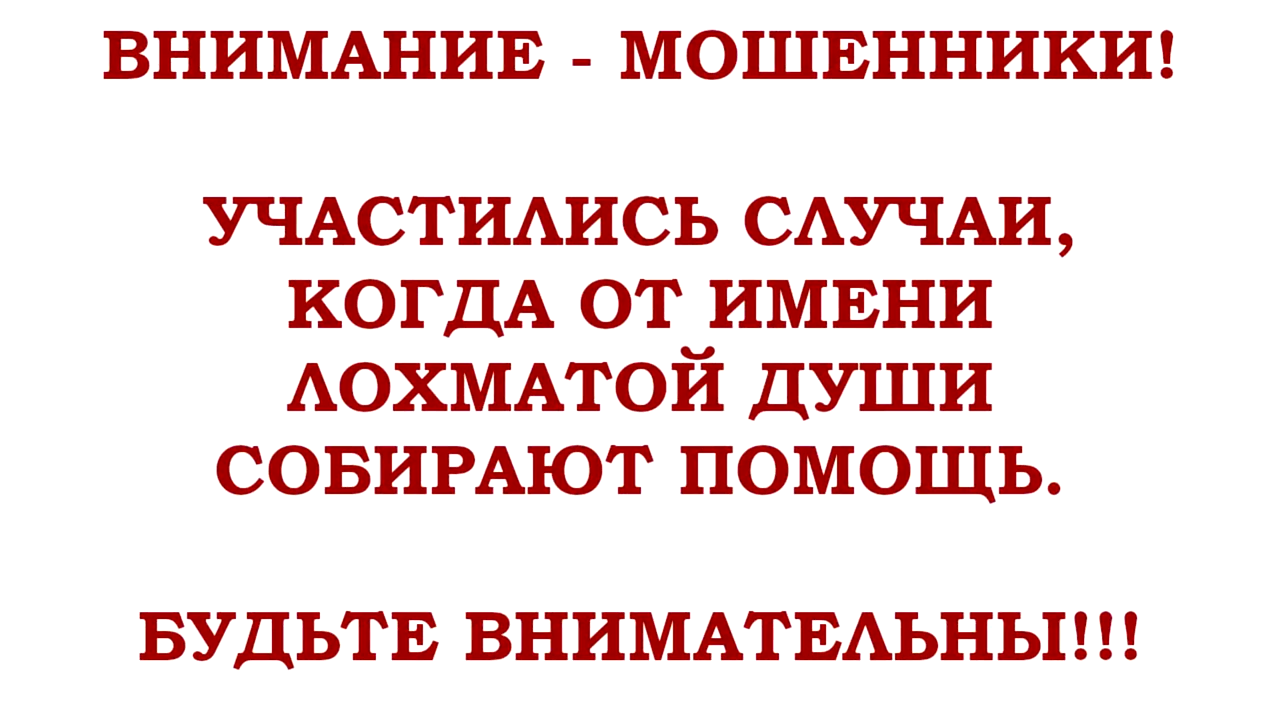 ВНИМАНИЕ - МОШЕННИКИ!
УЧАСТИЛИСЬ СЛУЧАИ,
КОГДА ОТ ИМЕНИ
ЛОХМАТОЙ ДУШИ
СОБИРАЮТ ПОМОЩЬ.
БУДЬТЕ ВНИМАТЕЛЬНЫ!!!